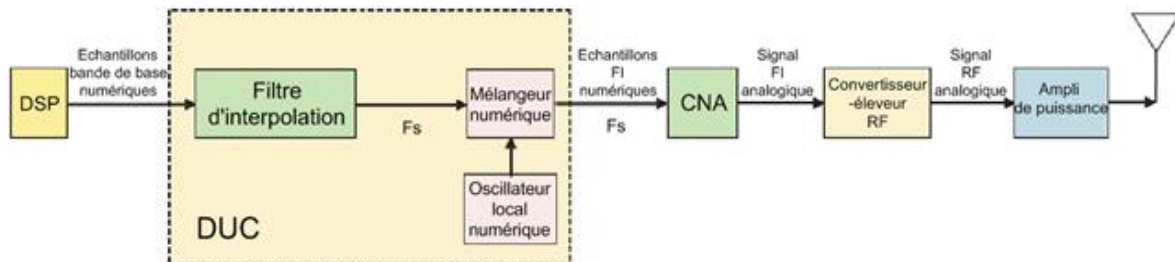 DSP
Echantillons
bande de base
numériques
Filtre
d'interpolation
Fs
Mélangeur
numérique
Oscillateur
local
numérique
DUC
Echantillons
FI
numériques
Fs
CNA
Signal
FI
analogique
Convertisseur
-éleveur
RF
Signal
RF
analogique
Ampli
de puissance